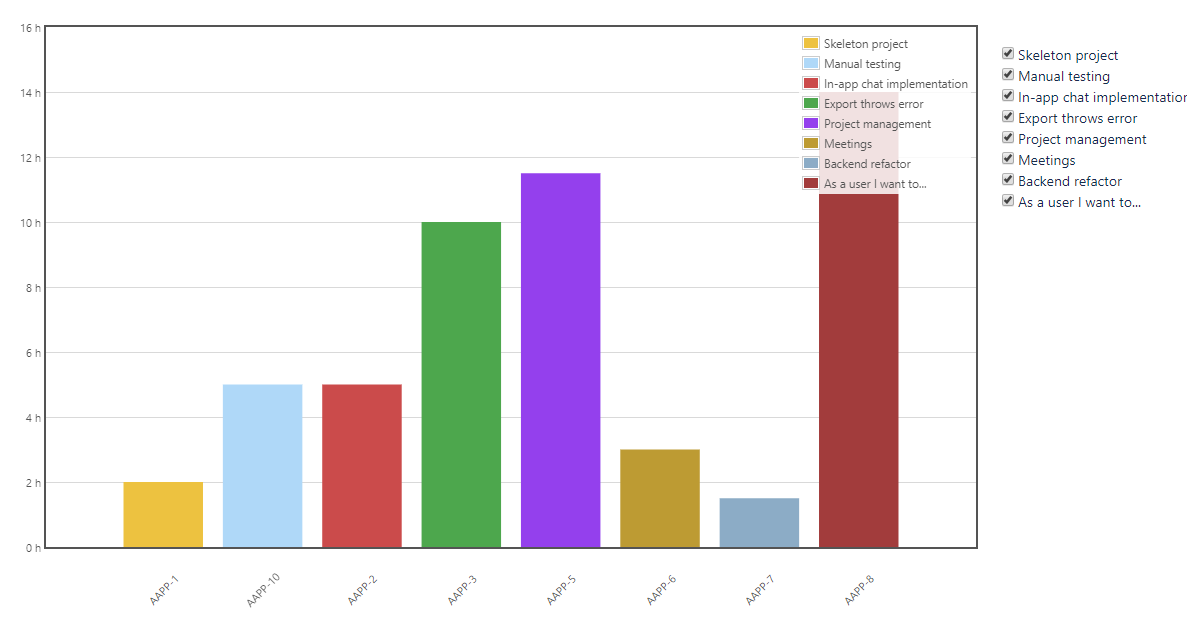 16 h
14 h
12 h
10 h
8 h
6 h
4 h
2 h
0 h
AAPP-1
AAPP-10
AAPP-2
AAPP-3
AAPP-5
AAPP-6
AAPP-7
AAPP-8
Skeleton project
Manual testing
In-app chat implementation
Export throws error
Project management
Meetings
Backend refactor
As a user I want to...
Skeleton project
Manual testing
In-app chat implementation
Export throws error
Project management
Meetings
Backend refactor
As a user I want to...